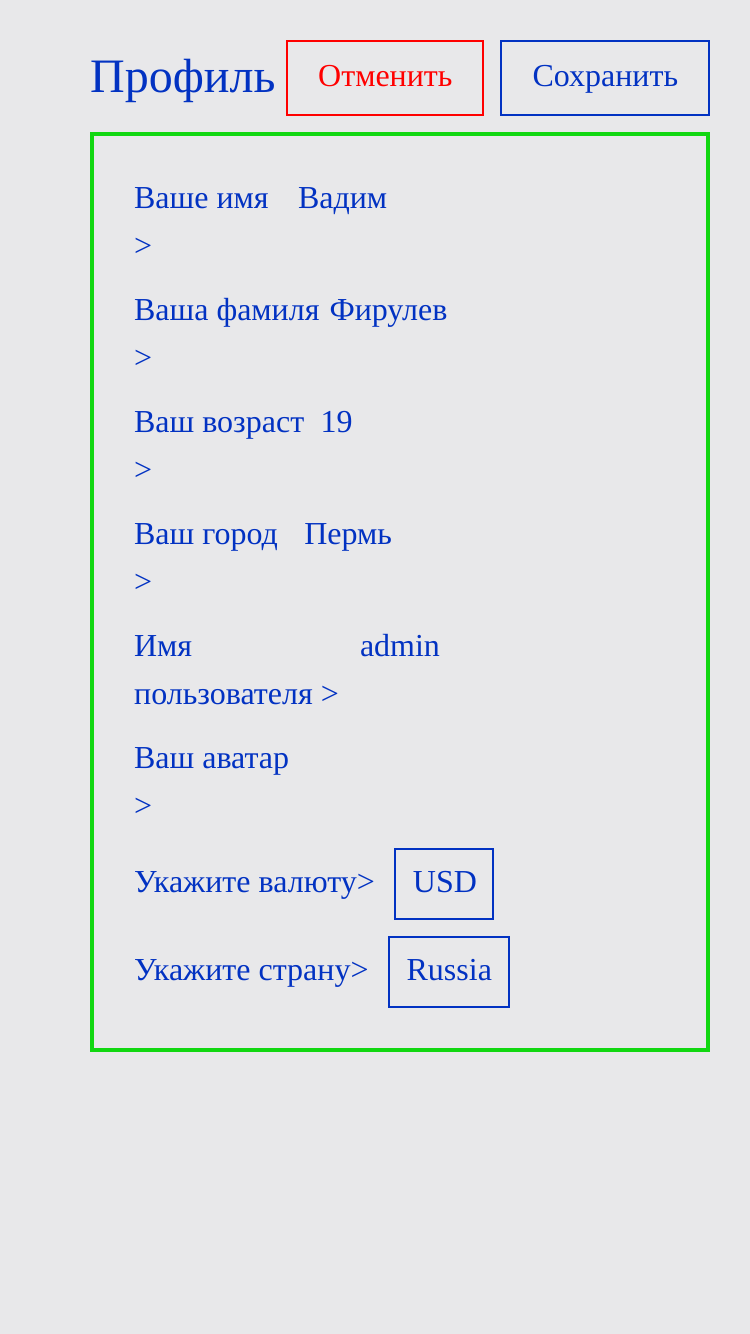 Профиль Отменить Сохранить
Ваше имя Вадим
>
Ваша фамиля Фирулев
>
Ваш возраст 19
>
Ваш город Пермь
>
Имя admin
пользователя >
Ваш аватар
>
Укажите валюту> USD
Укажите страну> Russia